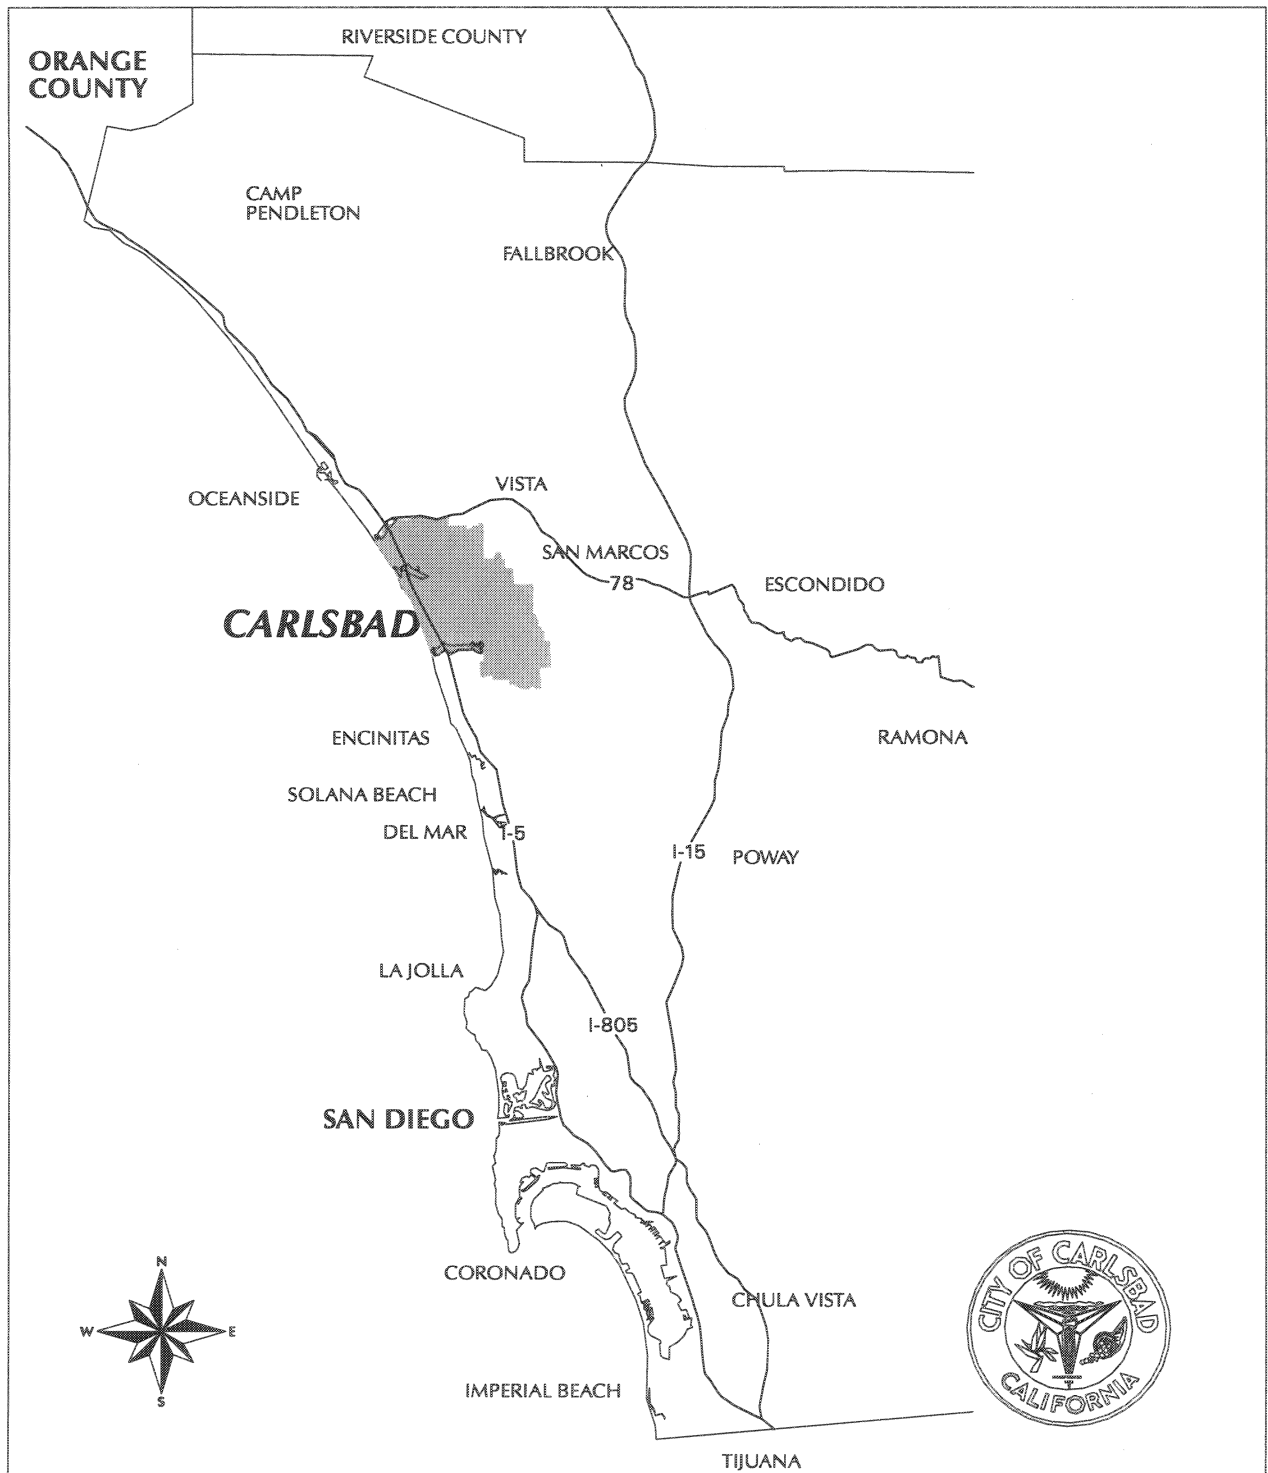 RIVERSIDE COUNTY
ORANGE
COUNTY
CAMP
PENDLETON
FALLBROOK
VISTA
OCEANSIDE
SAN MARCOS
78
ESCONDIDO
CARLSBAD
ENCINITAS
RAMONA
SOLANA BEACH
DEL MAR
I-5
I-15
POWAY
LA JOLLA
I-805
SAN DIEGO
CORONADO
CHULA VISTA
IMPERIAL BEACH
TIJUANA
N
W
E
S
CITY OF CARLSBAD
CALIFORNIA